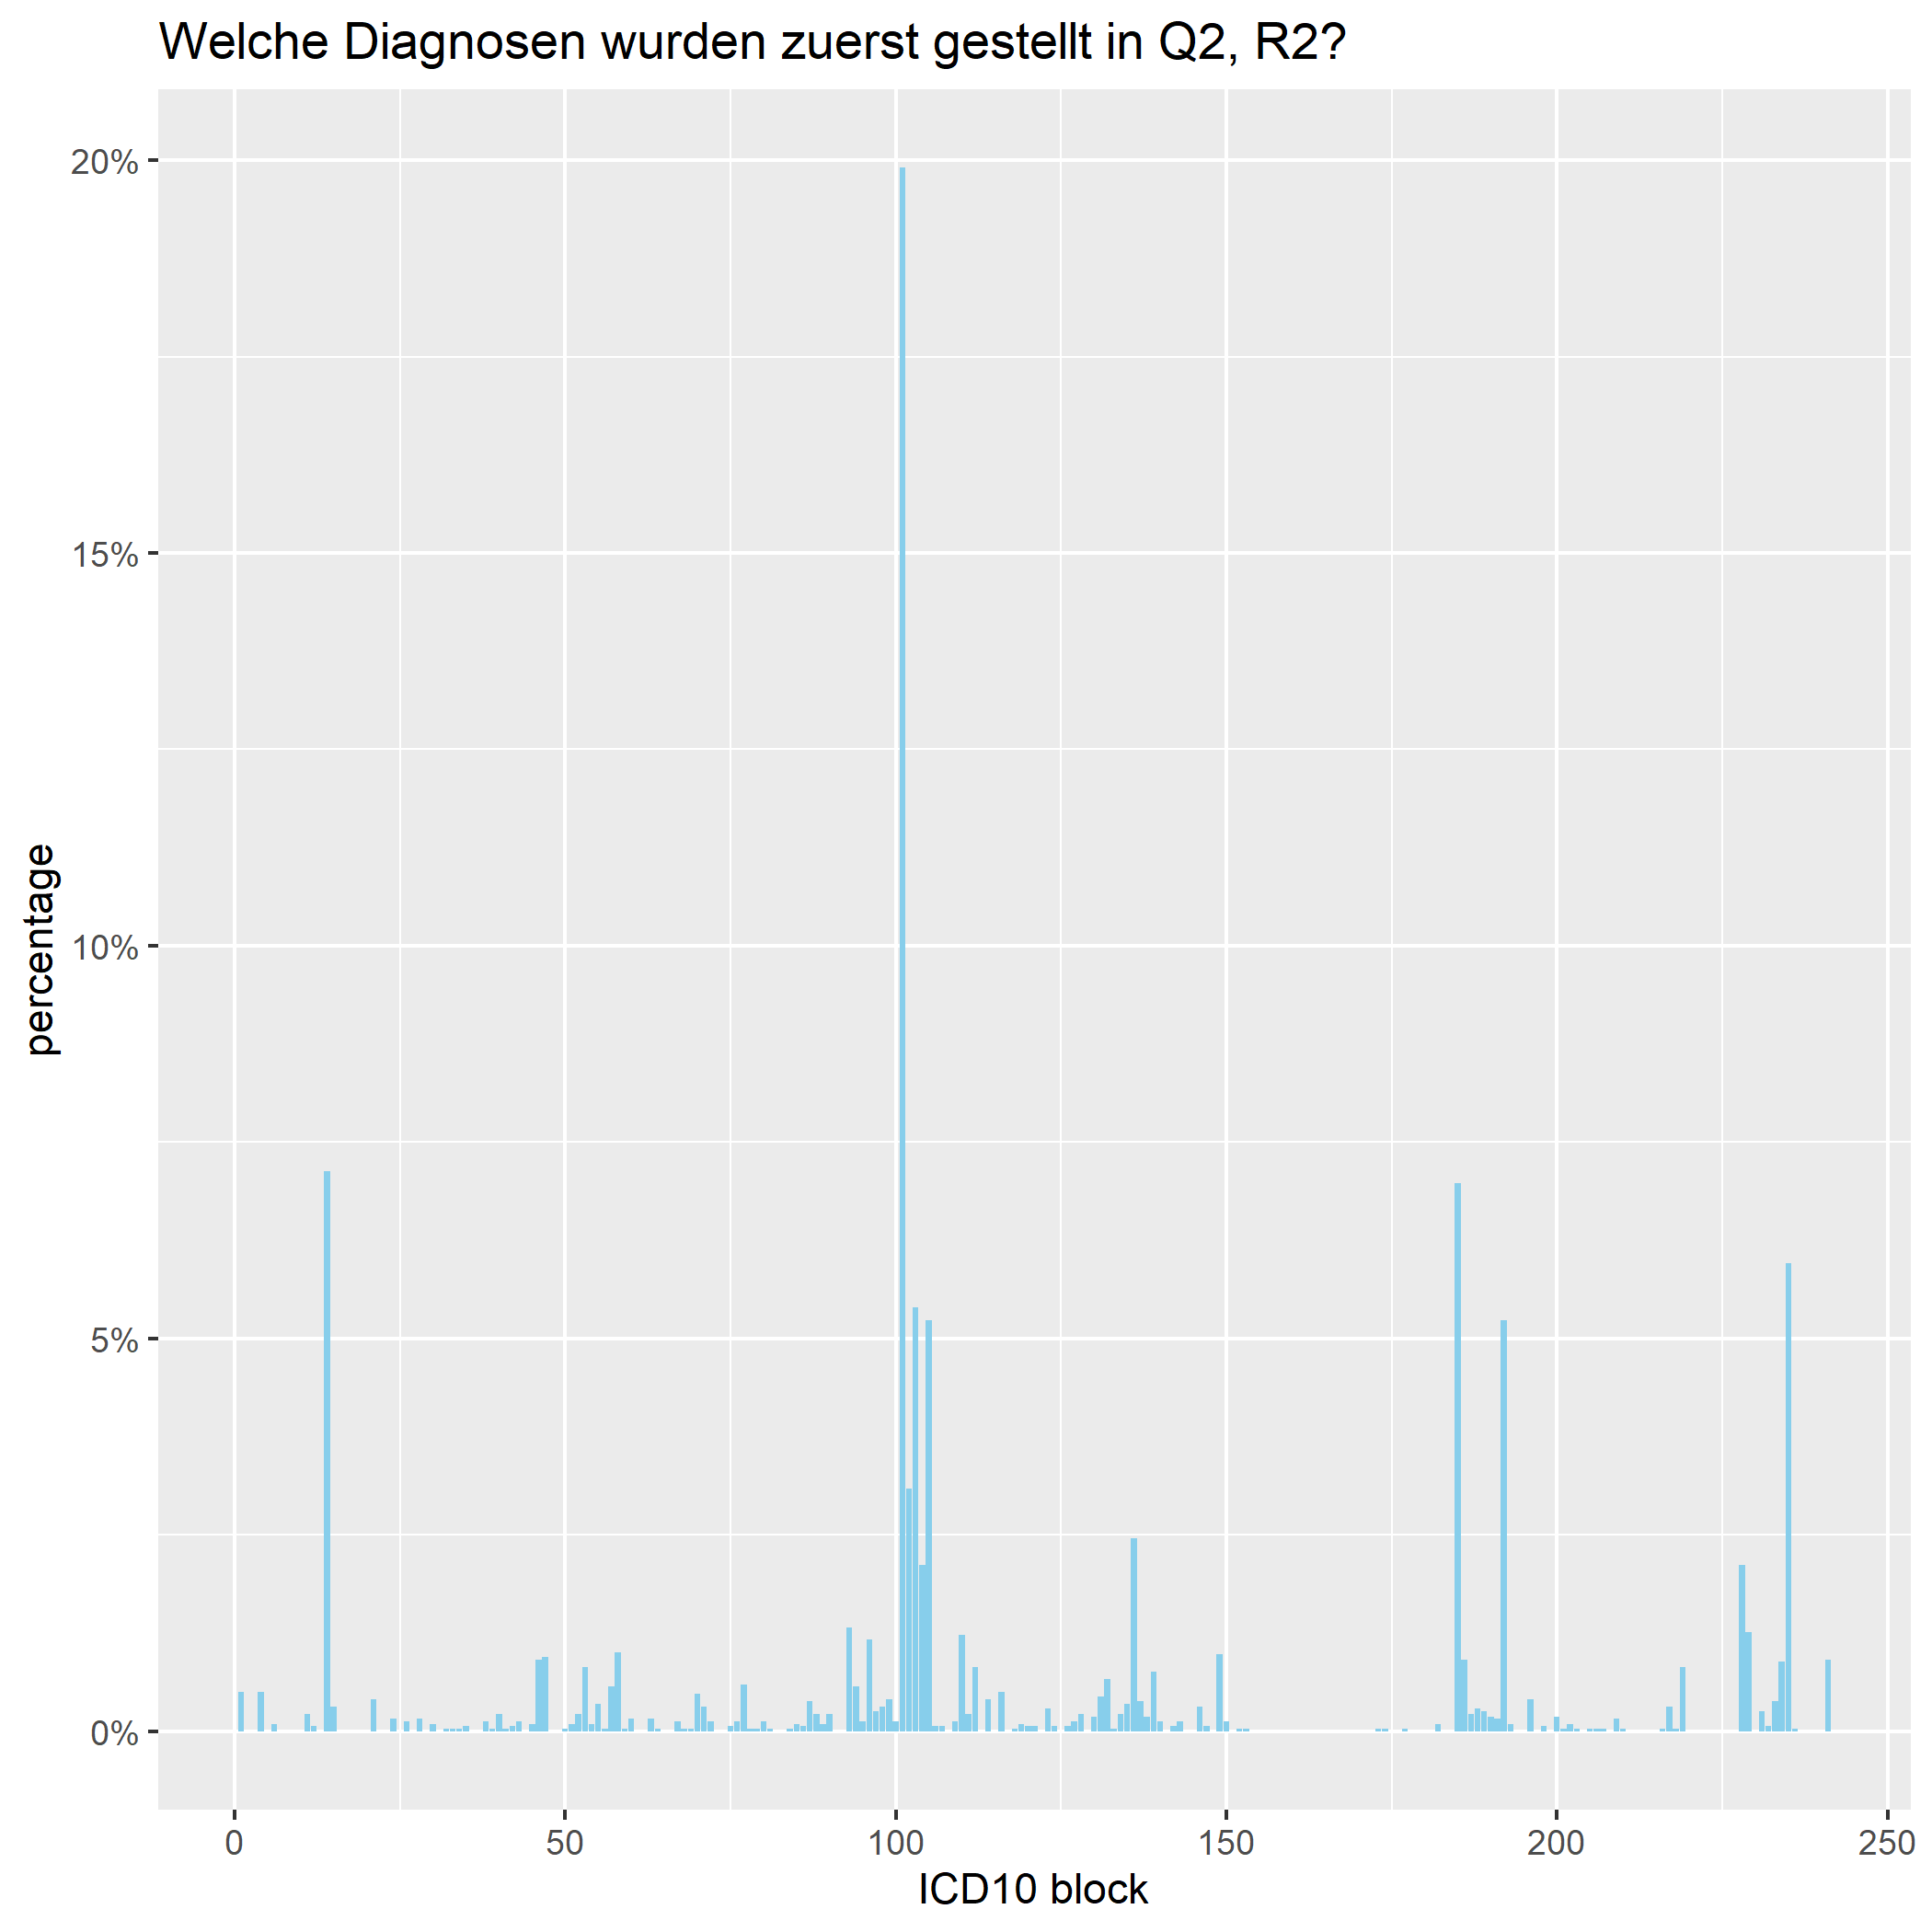 Welche Diagnosen wurden zuerst gestellt in Q2, R2?
percentage
20%
15%
10%
5%
0%
0 50 100 150 200 250
ICD10 block